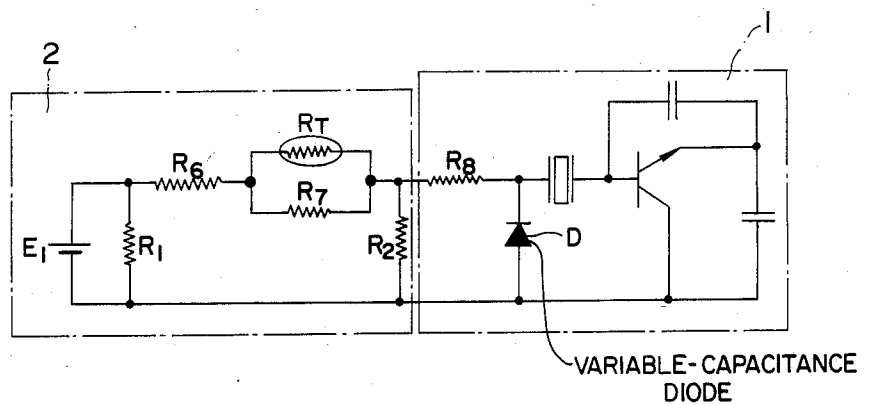 1
2
RT
R6
R8
R7
E1
R1
R2
D
VARIABLE-CAPACITANCE
DIODE